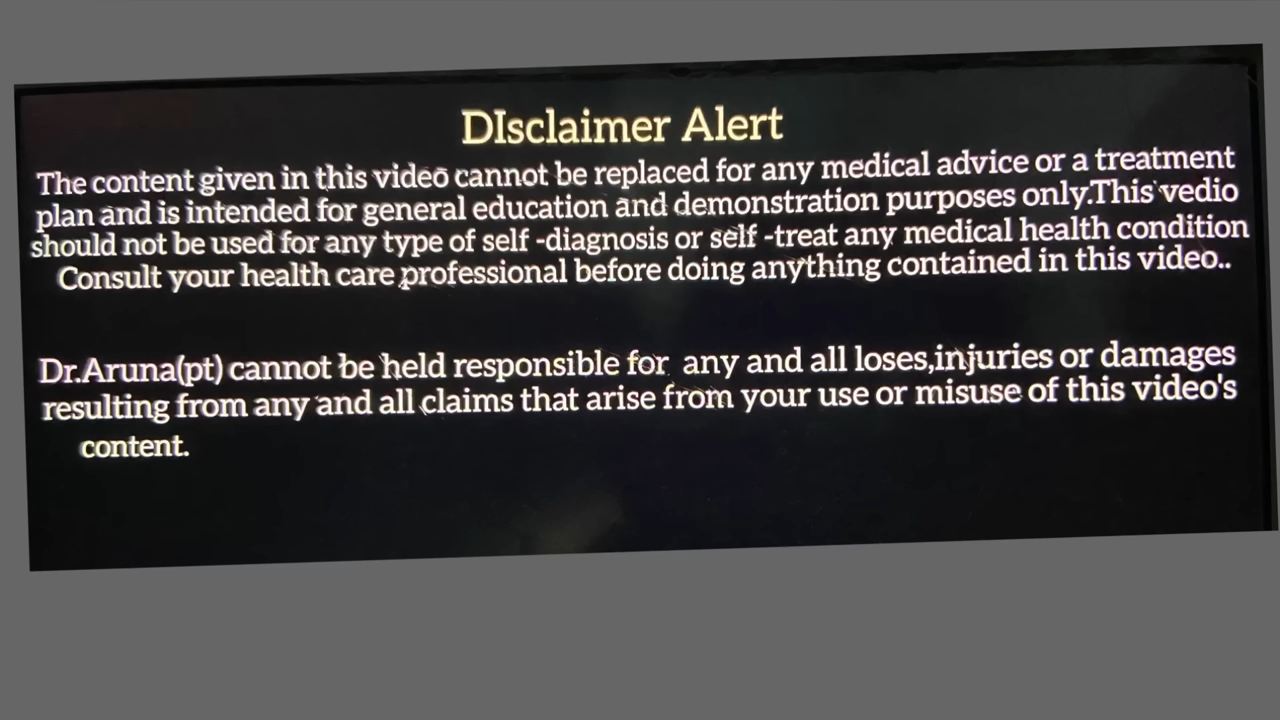 DIsclaimer Alert
The content given in this video cannot be replaced for any medical advice or a treatment
plan and is intended for general education and demonstration purposes only.This vedio
should not be used for any type of self -diagnosis or self -treat any medical health condition
Consult your health care professional before doing anything contained in this video..
Dr.Aruna(pt) cannot be held responsible for any and all loses,injuries or damages
resulting from any and all claims that arise from your use or misuse of this video's
content.